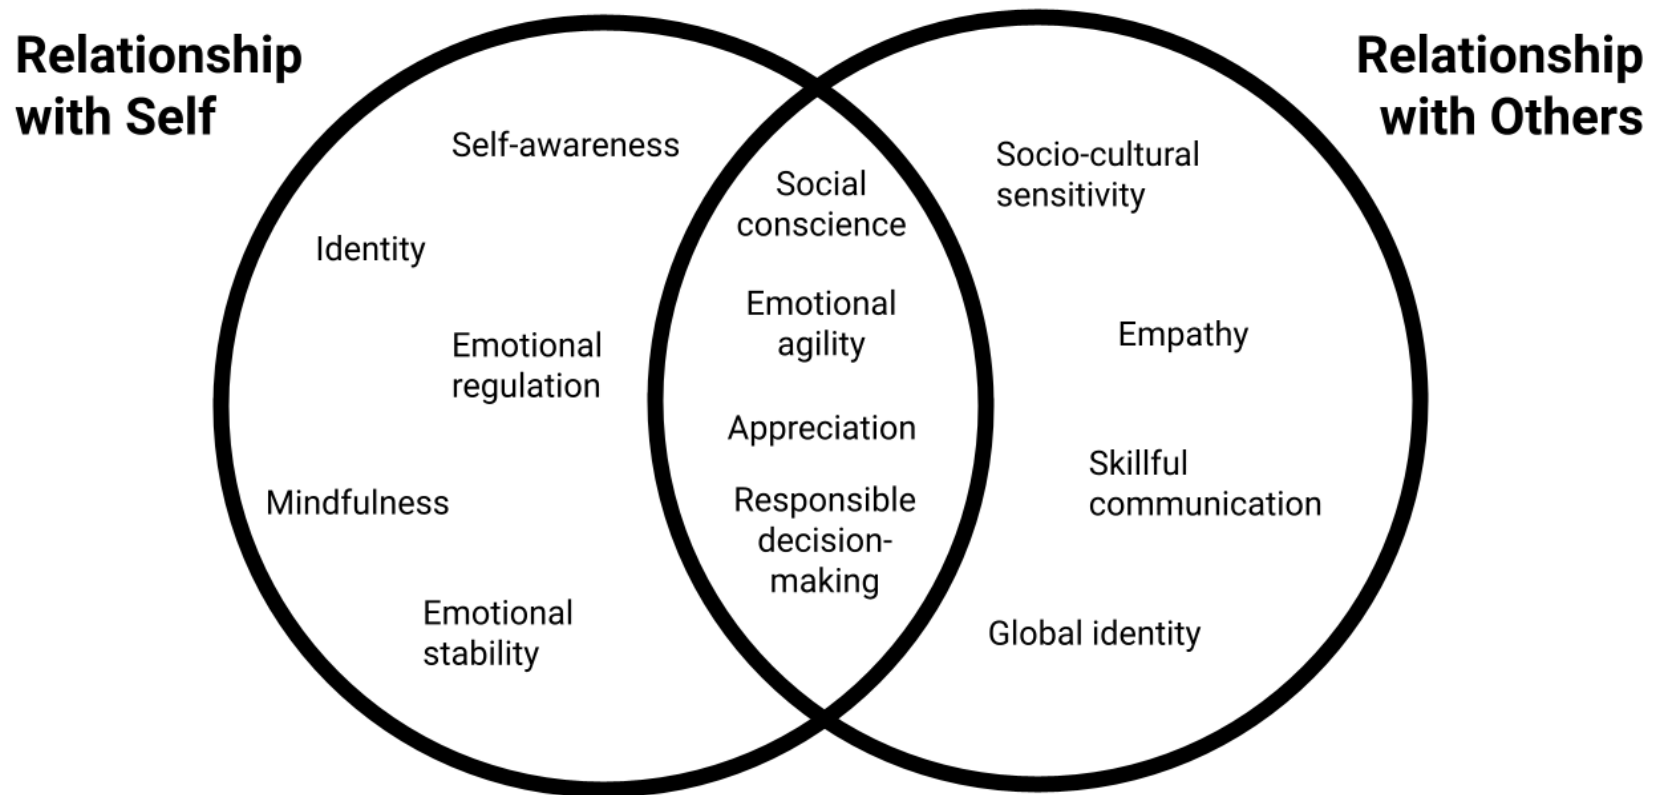 Relationship
with Self
Self-awareness
Identity
Emotional
regulation
Mindfulness
Emotional
stability
Social
conscience
Emotional
agility
Appreciation
Responsible
decision-
making
Relationship
with Others
Socio-cultural
sensitivity
Empathy
Skillful
communication
Global identity